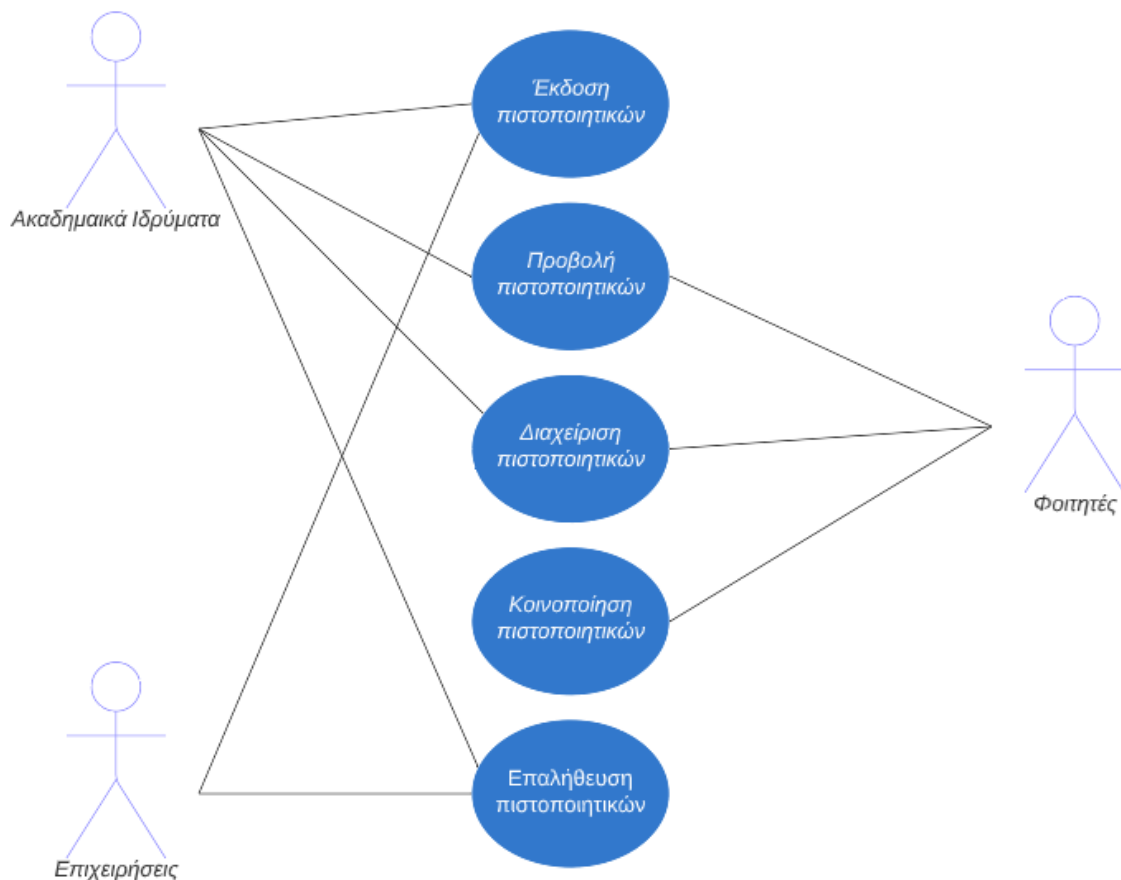 Έκδοση
πιστοποιητικών
Ακαδημαικά Ιδρύματα
Προβολή
πιστοποιητικών
Διαχείριση
πιστοποιητικών
Φοιτητές
Κοινοποίηση
πιστοποιητικών
Επαλήθευση
πιστοποιητικών
Επιχειρήσεις